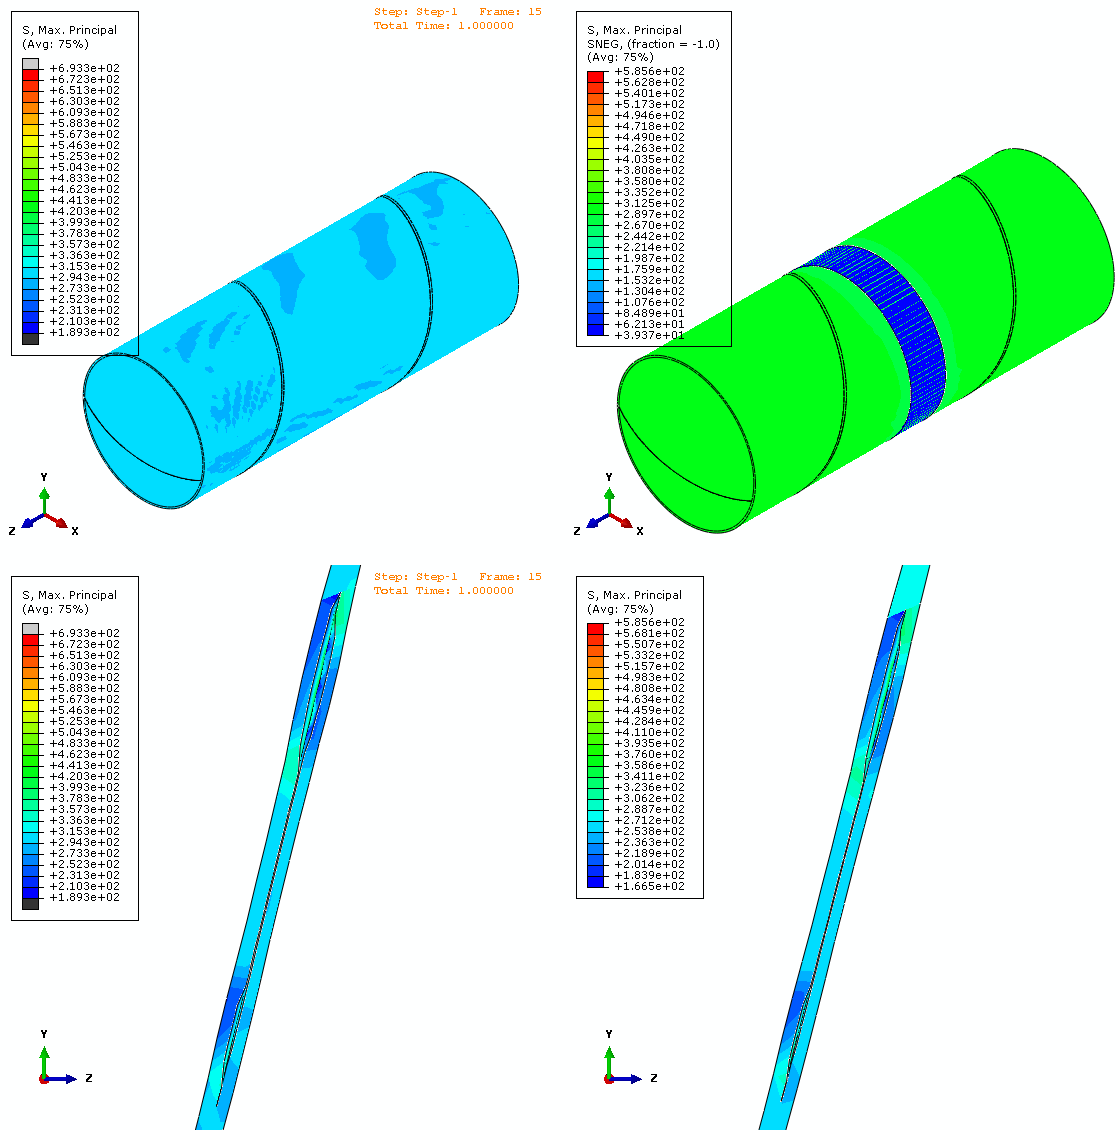 S, Max. Principal
(Avg: 75%)
+6.933e+02
+6.723e+02
+6.513e+02
+6.303e+02
+6.093e+02
+5.883e+02
+5.673e+02
+5.463e+02
+5.253e+02
+5.043e+02
+4.833e+02
+4.623e+02
+4.413e+02
+4.203e+02
+3.993e+02
+3.783e+02
+3.573e+02
+3.363e+02
+3.153e+02
+2.943e+02
+2.733e+02
+2.523e+02
+2.313e+02
+2.103e+02
+1.893e+02
Step: Step-1 Frame: 15
Total Time: 1.000000
Y
Z
X
S, Max. Principal
SNEG, (fraction = -1.0)
(Avg: 75%)
+5.856e+02
+5.628e+02
+5.401e+02
+5.173e+02
+4.946e+02
+4.718e+02
+4.490e+02
+4.263e+02
+4.035e+02
+3.808e+02
+3.580e+02
+3.352e+02
+3.125e+02
+2.897e+02
+2.670e+02
+2.442e+02
+2.214e+02
+1.987e+02
+1.759e+02
+1.532e+02
+1.304e+02
+1.076e+02
+8.489e+01
+6.213e+01
+3.937e+01
Y
Z
X
S, Max. Principal
(Avg: 75%)
+6.933e+02
+6.723e+02
+6.513e+02
+6.303e+02
+6.093e+02
+5.883e+02
+5.673e+02
+5.463e+02
+5.253e+02
+5.043e+02
+4.833e+02
+4.623e+02
+4.413e+02
+4.203e+02
+3.993e+02
+3.783e+02
+3.573e+02
+3.363e+02
+3.153e+02
+2.943e+02
+2.733e+02
+2.523e+02
+2.313e+02
+2.103e+02
+1.893e+02
Step: Step-1 Frame: 15
Total Time: 1.000000
Y
Z
S, Max. Principal
(Avg: 75%)
+5.856e+02
+5.681e+02
+5.507e+02
+5.332e+02
+5.157e+02
+4.983e+02
+4.808e+02
+4.634e+02
+4.459e+02
+4.284e+02
+4.110e+02
+3.935e+02
+3.760e+02
+3.586e+02
+3.411e+02
+3.236e+02
+3.062e+02
+2.887e+02
+2.712e+02
+2.538e+02
+2.363e+02
+2.189e+02
+2.014e+02
+1.839e+02
+1.665e+02
Y
Z